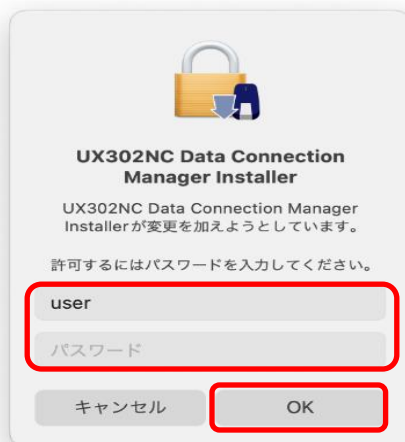 UX302NC Data Connection
Manager Installer
UX302NC Data Connection Manager
Installerが変更を加えようとしています。
許可するにはパスワードを入力してください。
user
パスワード
キャンセル
OK